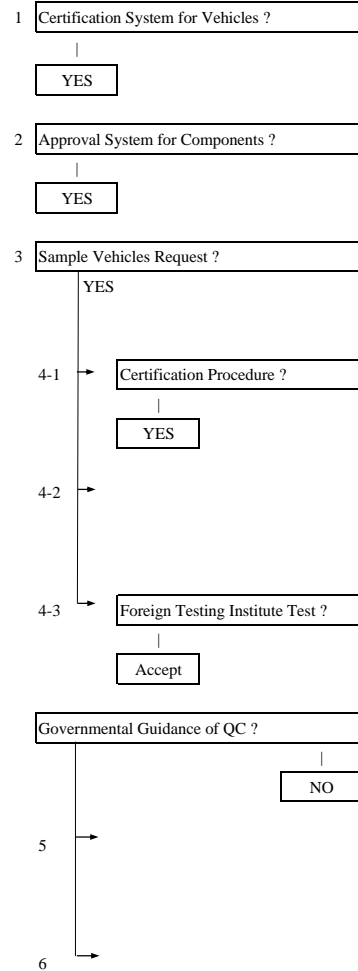 1 Certification System for Vehicles ?
YES
2 Approval System for Components ?
YES
3 Sample Vehicles Request ?
YES
4-1 Certification Procedure ?
YES
4-2
4-3 Foreign Testing Institute Test ?
Accept
Governmental Guidance of QC ?
NO
5
6